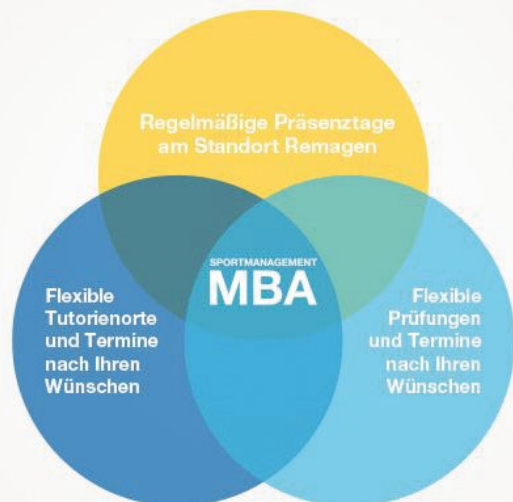 Regelmäßige Präsenztage
am Standort Remagen
SPORTMANAGEMENT
MBA
Flexible
Tutorienorte
und Termine
nach Ihren
Wünschen
Flexible
Prüfungen
und Termine
nach Ihren
Wünschen